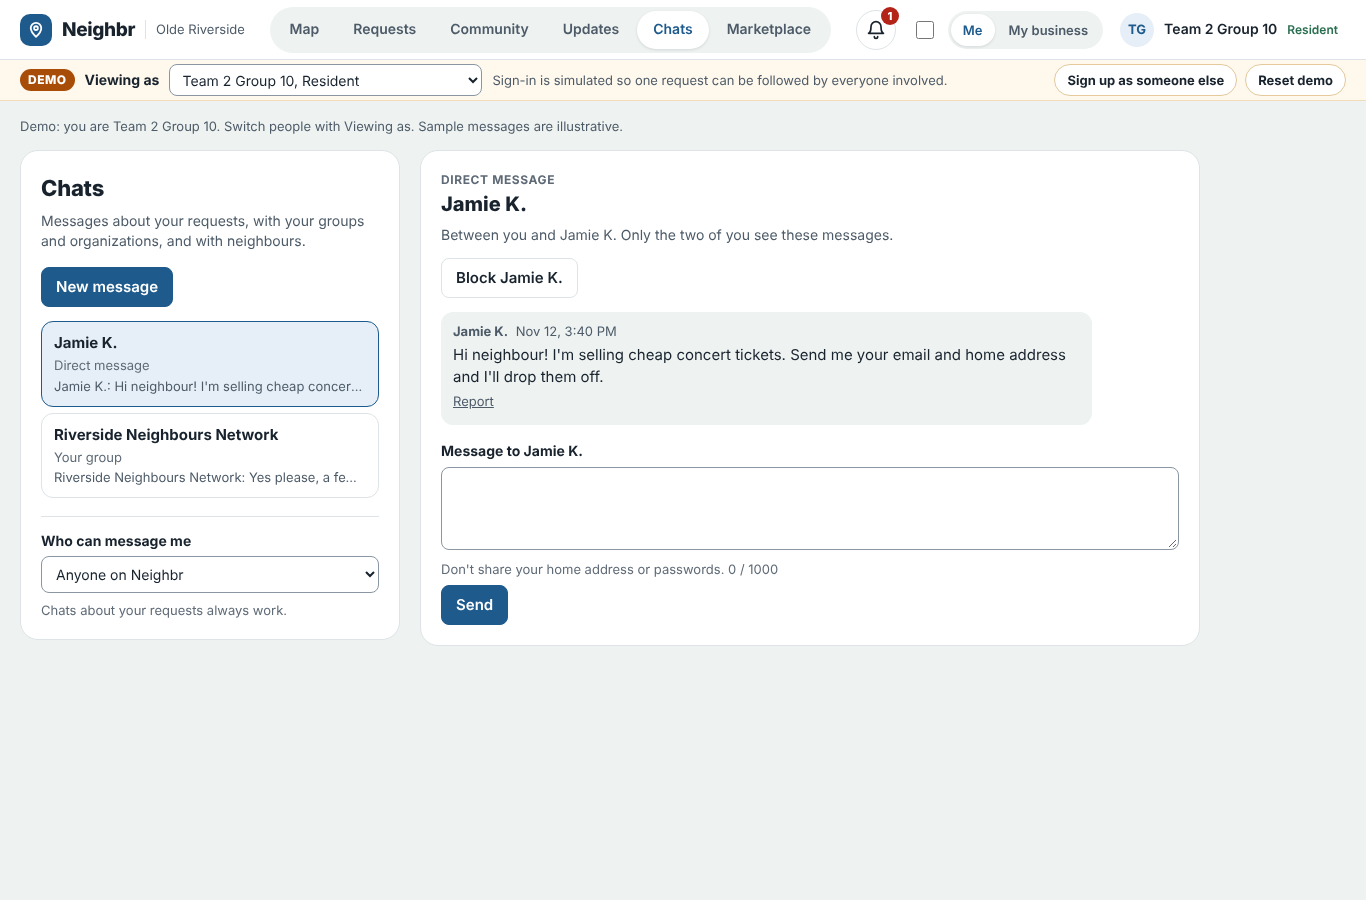 Neighbr
Olde Riverside
Map
Requests
Community
Updates
Chats
Marketplace
1
Me
My business
TG
Team 2 Group 10
Resident
DEMO
Viewing as
Team 2 Group 10, Resident
Sign-in is simulated so one request can be followed by everyone involved.
Sign up as someone else
Reset demo
Demo: you are Team 2 Group 10. Switch people with Viewing as. Sample messages are illustrative.
Chats
Messages about your requests, with your groups
and organizations, and with neighbours.
New message
Jamie K.
Direct message
Jamie K.: Hi neighbour! I'm selling cheap concer...
Riverside Neighbours Network
Your group
Riverside Neighbours Network: Yes please, a fe...
Who can message me
Anyone on Neighbr
Chats about your requests always work.
DIRECT MESSAGE
Jamie K.
Between you and Jamie K. Only the two of you see these messages.
Block Jamie K.
Jamie K. Nov 12, 3:40 PM
Hi neighbour! I'm selling cheap concert tickets. Send me your email and home address
and I'll drop them off.
Report
Message to Jamie K.
Don't share your home address or passwords. 0 / 1000
Send